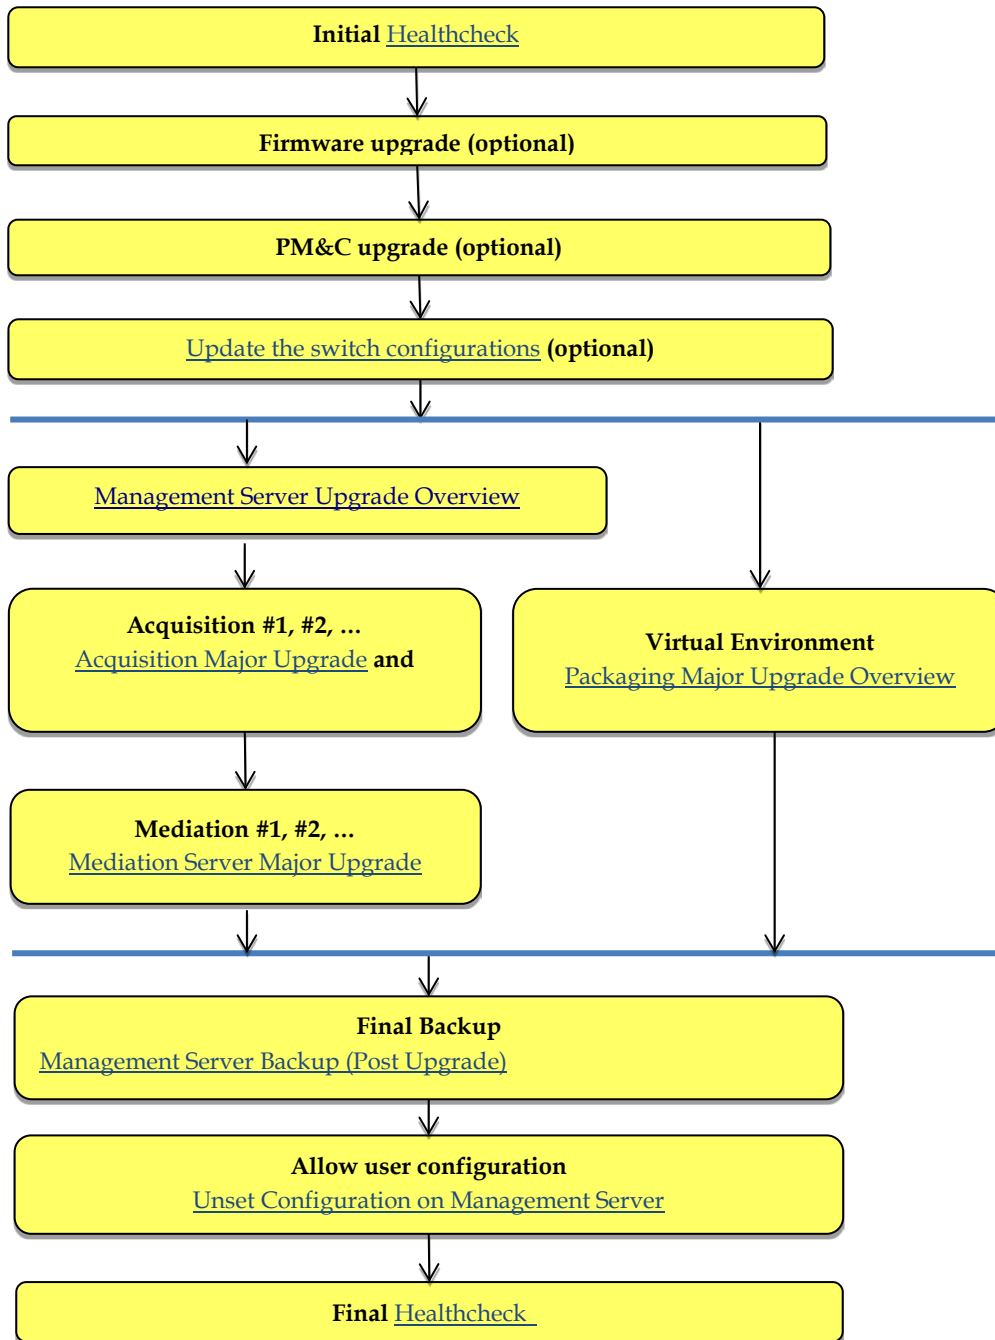 Initial Healthcheck
Firmware upgrade (optional)
PM&C upgrade (optional)
Update the switch configurations (optional)
Management Server Upgrade Overview
Acquisition #1, #2, …
Acquisition Major Upgrade and
Virtual Environment
Packaging Major Upgrade Overview
Mediation #1, #2, …
Mediation Server Major Upgrade
Final Backup
Management Server Backup (Post Upgrade)
Allow user configuration
Unset Configuration on Management Server
Final Healthcheck